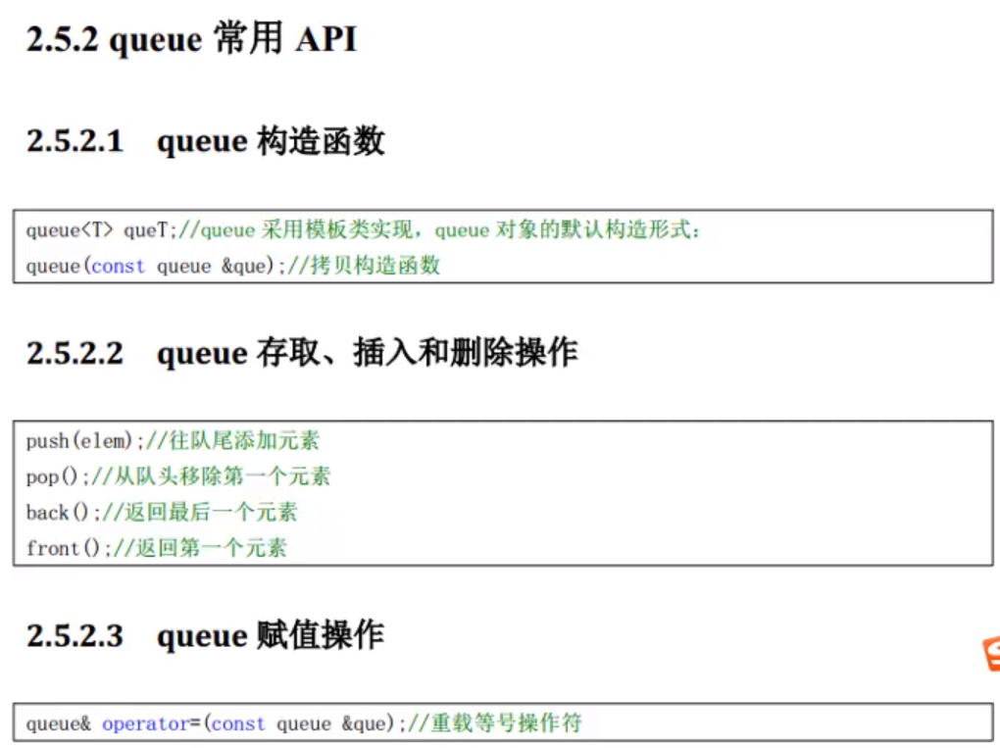 2.5.2 queue 常用 API
2.5.2.1 queue 构造函数
queue<T> queT;//queue 采用模板类实现，queue 对象的默认构造形式：
queue(const queue &que);//拷贝构造函数
2.5.2.2 queue 存取、插入和删除操作
push(elem);//往队尾添加元素
pop();//从队头移除第一个元素
back();//返回最后一个元素
front();//返回第一个元素
2.5.2.3 queue 赋值操作
queue& operator=(const queue &que);//重载等号操作符